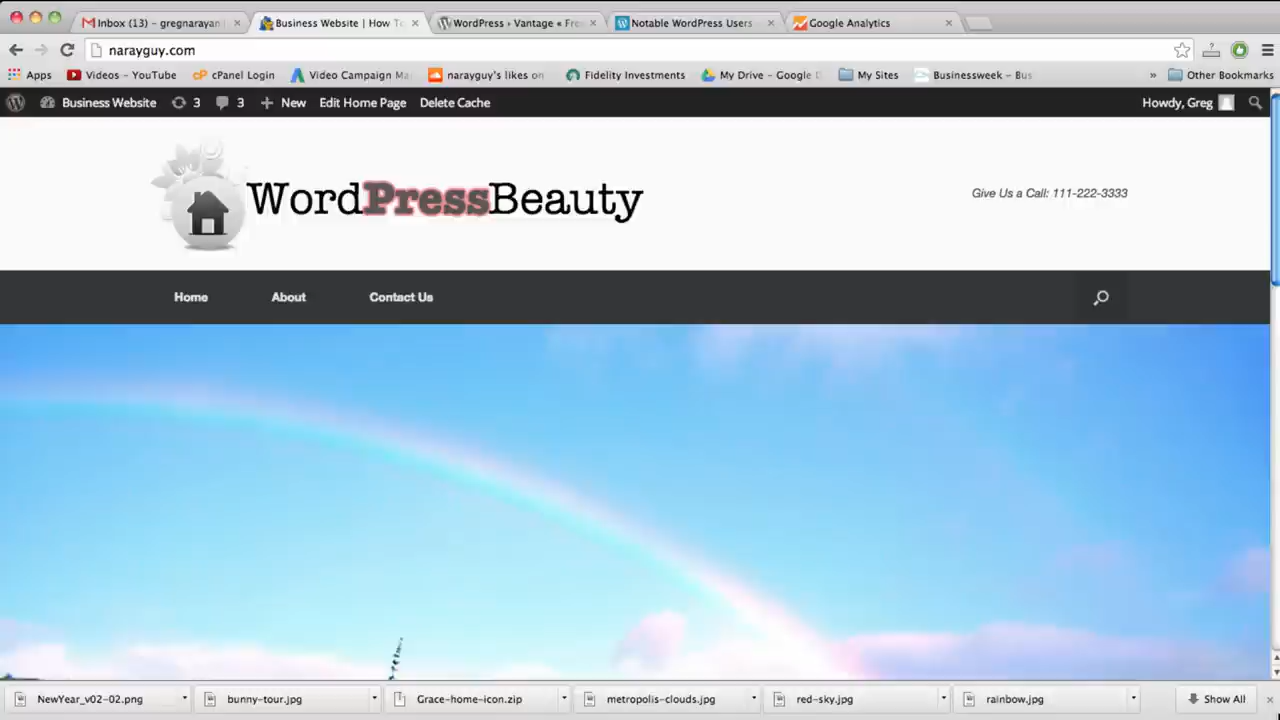 Inbox (13) - gregnarayan
Business Website | How To
WordPress › Vantage « Fre
Notable WordPress Users
Google Analytics
narayguy.com
Apps
Videos - YouTube
cPanel Login
Video Campaign Ma
narayguy's likes on
Fidelity Investments
My Drive - Google D
My Sites
Businessweek - Bus
» Other Bookmarks
Business Website 3 3 + New Edit Home Page Delete Cache Howdy, Greg
WordPressBeauty
Give Us a Call: 111-222-3333
Home About Contact Us
NewYear_v02-02.png
bunny-tour.jpg
Grace-home-icon.zip
metropolis-clouds.jpg
red-sky.jpg
rainbow.jpg
Show All